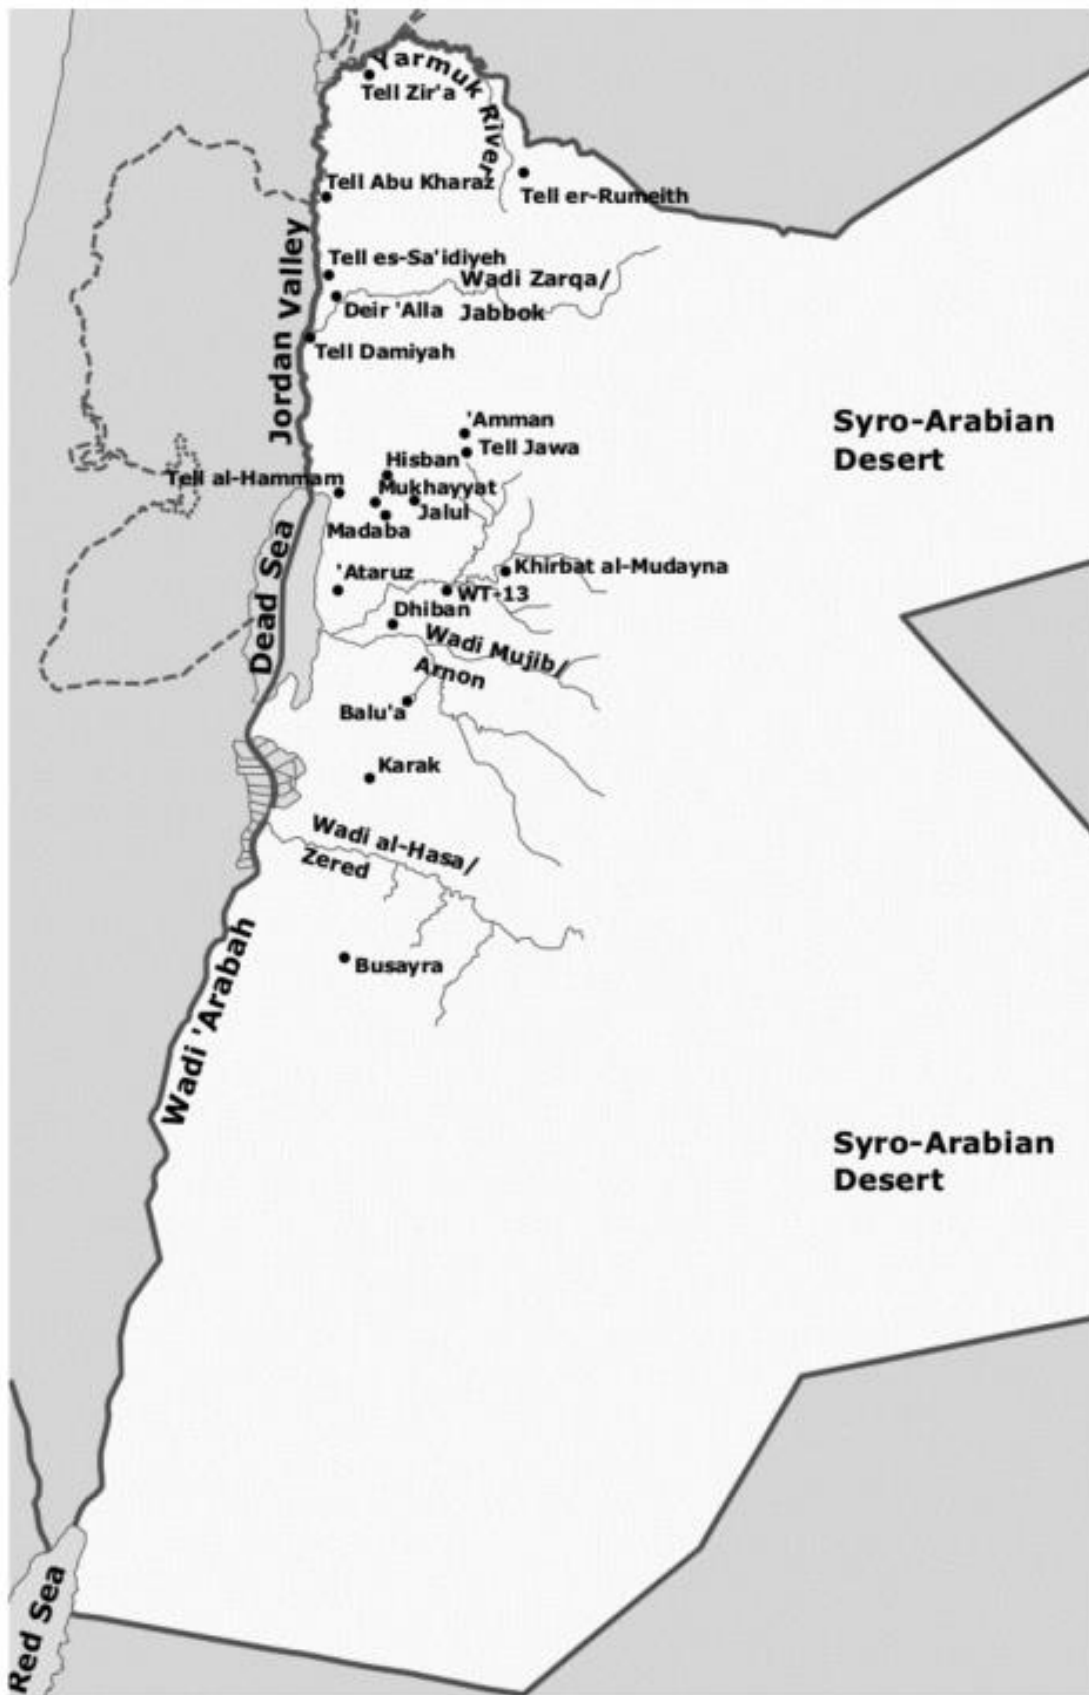 Yarmuk River
Tell Zir'a
Tell Abu Kharaz
Tell er-Rumeith
Jordan Valley
Tell es-Sa'idiyeh
Wadi Zarqa/
Jabbok
Deir 'Alla
Tell Damiyah
'Amman
Tell Jawa
Syro-Arabian
Desert
Hisban
Tell al-Hammam
Mukhayyat
Jalul
Madaba
Dead Sea
Khirbat al-Mudayna
'Ataruz
WT-13
Dhiban
Wadi Mujib/
Arnon
Balu'a
Karak
Wadi al-Hasa/
Zered
Busayra
Wadi 'Arabah
Syro-Arabian
Desert
Red Sea